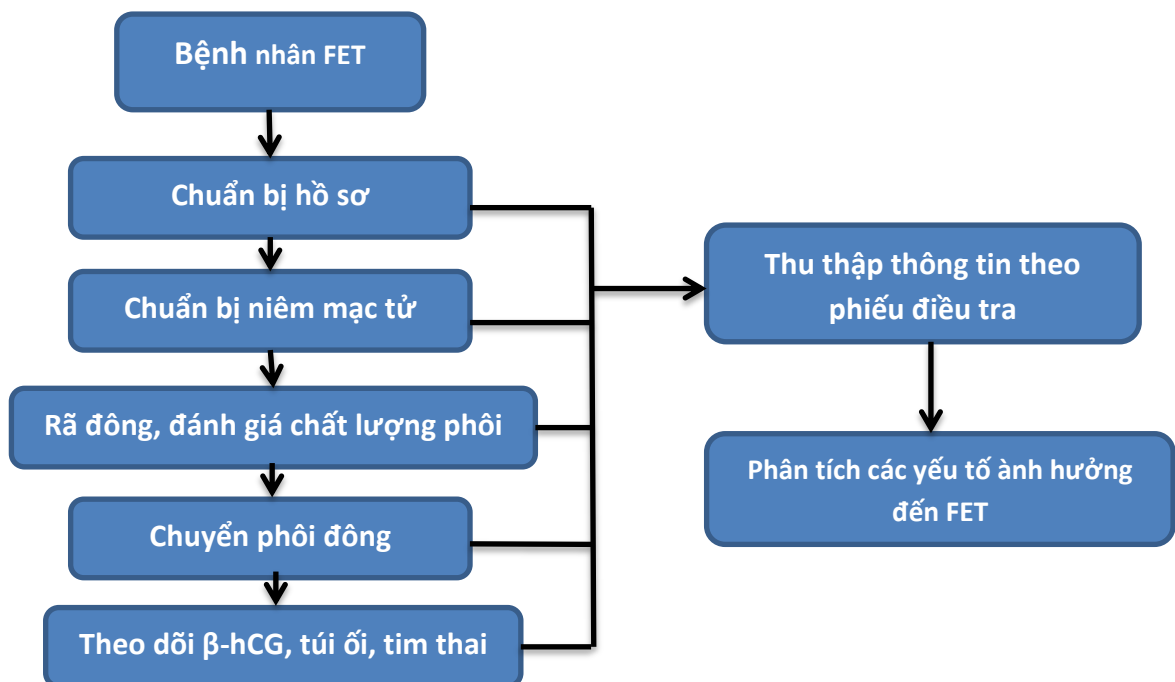 Bệnh nhân FET
Chuẩn bị hồ sơ
Chuẩn bị niêm mạc tử
Rã đông, đánh giá chất lượng phôi
Chuyển phôi đông
Theo dõi β-hCG, túi ối, tim thai
Thu thập thông tin theo
phiếu điều tra
Phân tích các yếu tố ành hưởng
đến FET